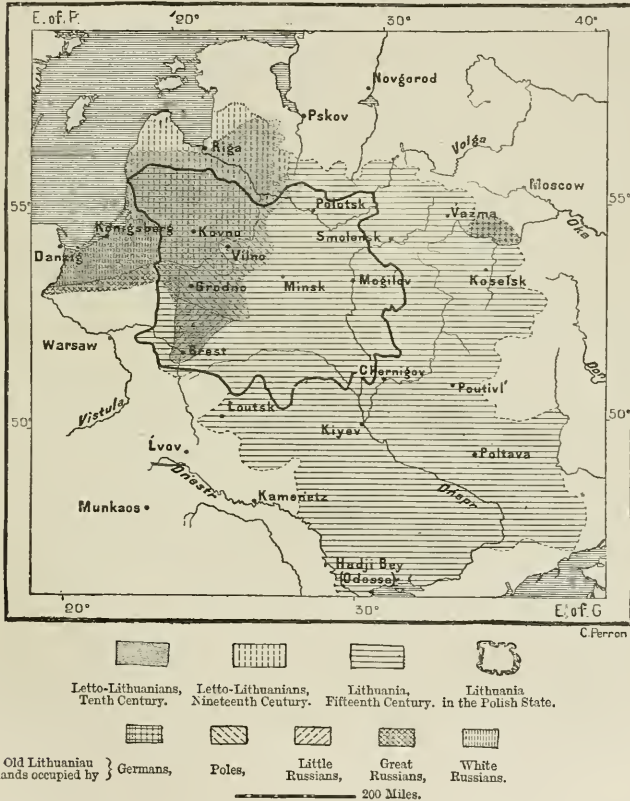 E. of. P. 20° 30° 40°
Novgorod
Pskov
Riga
Volga
Moscow
55° Polotsk Vazma Oka 55°
Königsberg Kovno Smolensk
Danzig Vilno
Grodno Minsk Mogilov Koselsk
Warsaw Brest Don
Chernigov Poutivl'
50° Vistula Loutsk 50°
Kiyev
Lvov Poltava
Dniestr Dnepr
Munkaos Kamenetz
Hadji Bey
(Odessa)
20° 30° E. of. G
C. Perron
Letto-Lithuanians,
Tenth Century.
Letto-Lithuanians,
Nineteenth Century.
Lithuania,
Fifteenth Century.
Lithuania
in the Polish State.
Old Lithuanian
lands occupied by } Germans,
Poles,
Little
Russians,
Great
Russians,
White
Russians.
200 Miles.